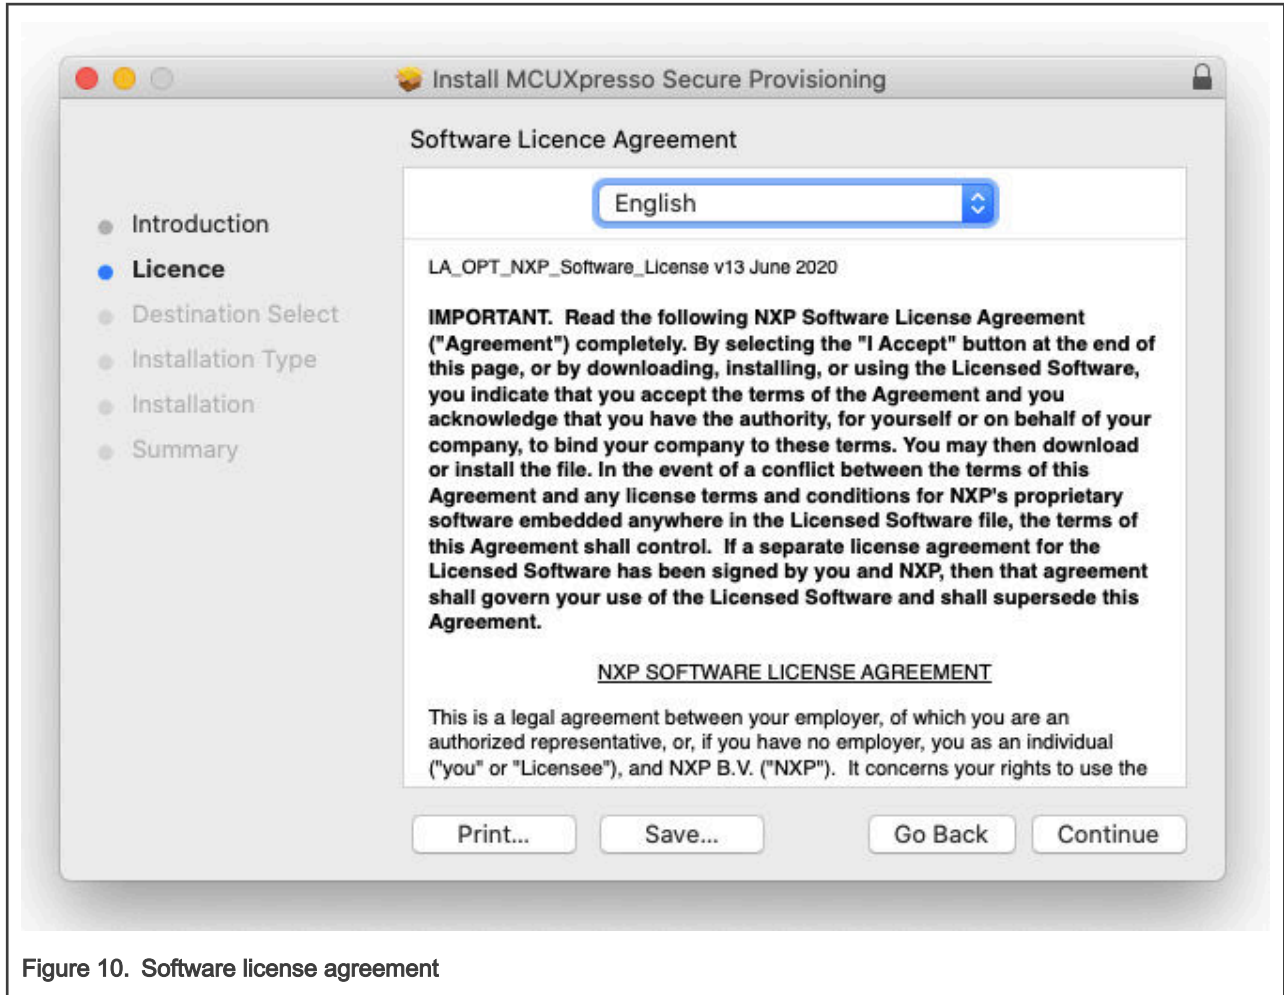 Install MCUXpresso Secure Provisioning
Software Licence Agreement
Introduction
Licence
Destination Select
Installation Type
Installation
Summary
English
LA_OPT_NXP_Software_License v13 June 2020
IMPORTANT.  Read the following NXP Software License Agreement
("Agreement") completely. By selecting the "I Accept" button at the end of
this page, or by downloading, installing, or using the Licensed Software,
you indicate that you accept the terms of the Agreement and you
acknowledge that you have the authority, for yourself or on behalf of your
company, to bind your company to these terms. You may then download
or install the file. In the event of a conflict between the terms of this
Agreement and any license terms and conditions for NXP's proprietary
software embedded anywhere in the Licensed Software file, the terms of
this Agreement shall control.  If a separate license agreement for the
Licensed Software has been signed by you and NXP, then that agreement
shall govern your use of the Licensed Software and shall supersede this
Agreement.
NXP SOFTWARE LICENSE AGREEMENT
This is a legal agreement between your employer, of which you are an
authorized representative, or, if you have no employer, you as an individual
("you" or "Licensee"), and NXP B.V. ("NXP").  It concerns your rights to use the
Print...
Save...
Go Back
Continue
Figure 10.  Software license agreement